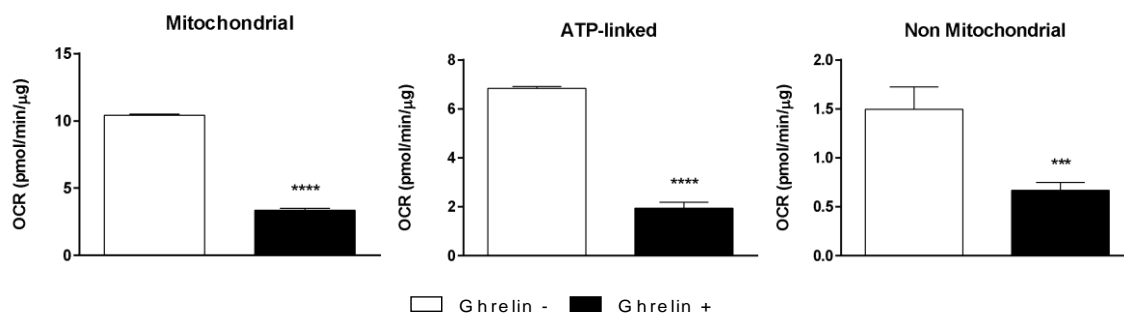 Mitochondrial
OCR (pmol/min/µg)
15
10
5
0
****
ATP-linked
OCR (pmol/min/µg)
8
6
4
2
0
****
Non Mitochondrial
OCR (pmol/min/µg)
2.0
1.5
1.0
0.5
0.0
***
Ghrelin - Ghrelin +